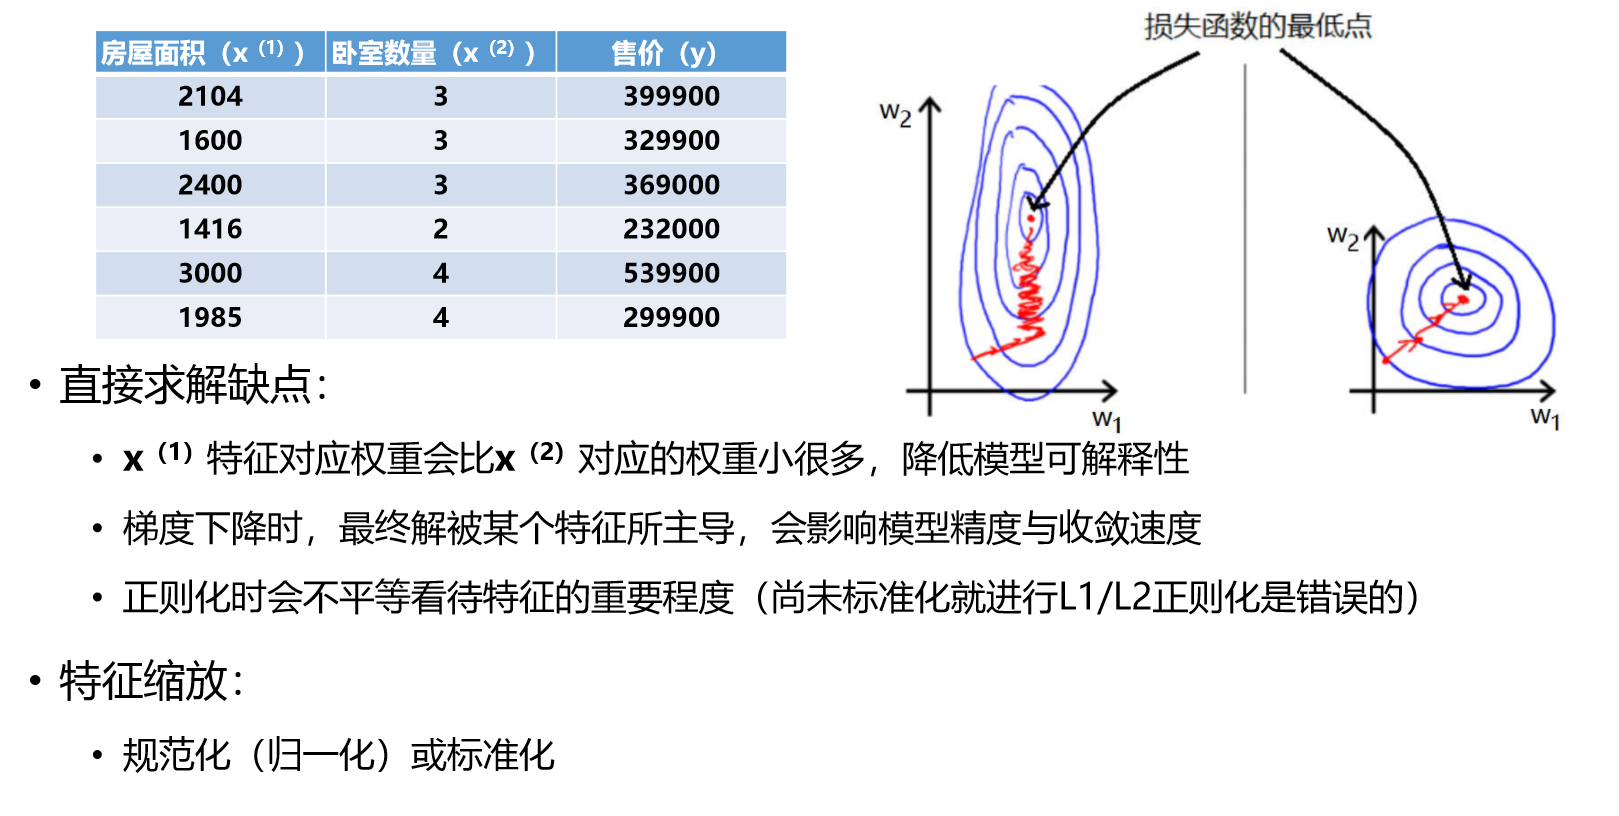 房屋面积（x（1））	卧室数量（x（2））	售价（y）
2104	3	399900
1600	3	329900
2400	3	369000
1416	2	232000
3000	4	539900
1985	4	299900
损失函数的最低点
w2
w1
w2
w1
• 直接求解缺点：
• x（1）特征对应权重会比x（2）对应的权重小很多，降低模型可解释性
• 梯度下降时，最终解被某个特征所主导，会影响模型精度与收敛速度
• 正则化时会不平等看待特征的重要程度（尚未标准化就进行L1/L2正则化是错误的）
• 特征缩放：
• 规范化（归一化）或标准化